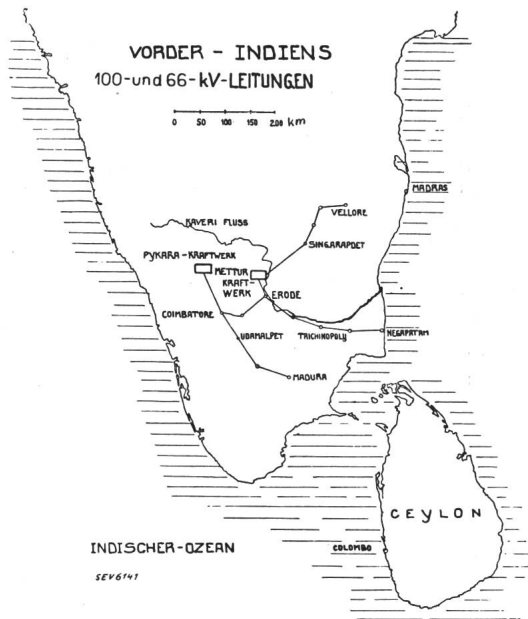 VORDER - INDIENS
100-und 66-kV-LEITUNGEN
0 50 100 150 200 km
MADRAS
VELLORE
KAVERI FLUSS
SINGARAPDET
PYKARA-KRAFTWERK
METTUR
KRAFT-
WERK
ERODE
COIMBATORE
UDAMALPET
TRICHINOPOLY
NEGAPATAM
MADURA
CEYLON
INDISCHER-OZEAN
COLOMBO
SEV6141